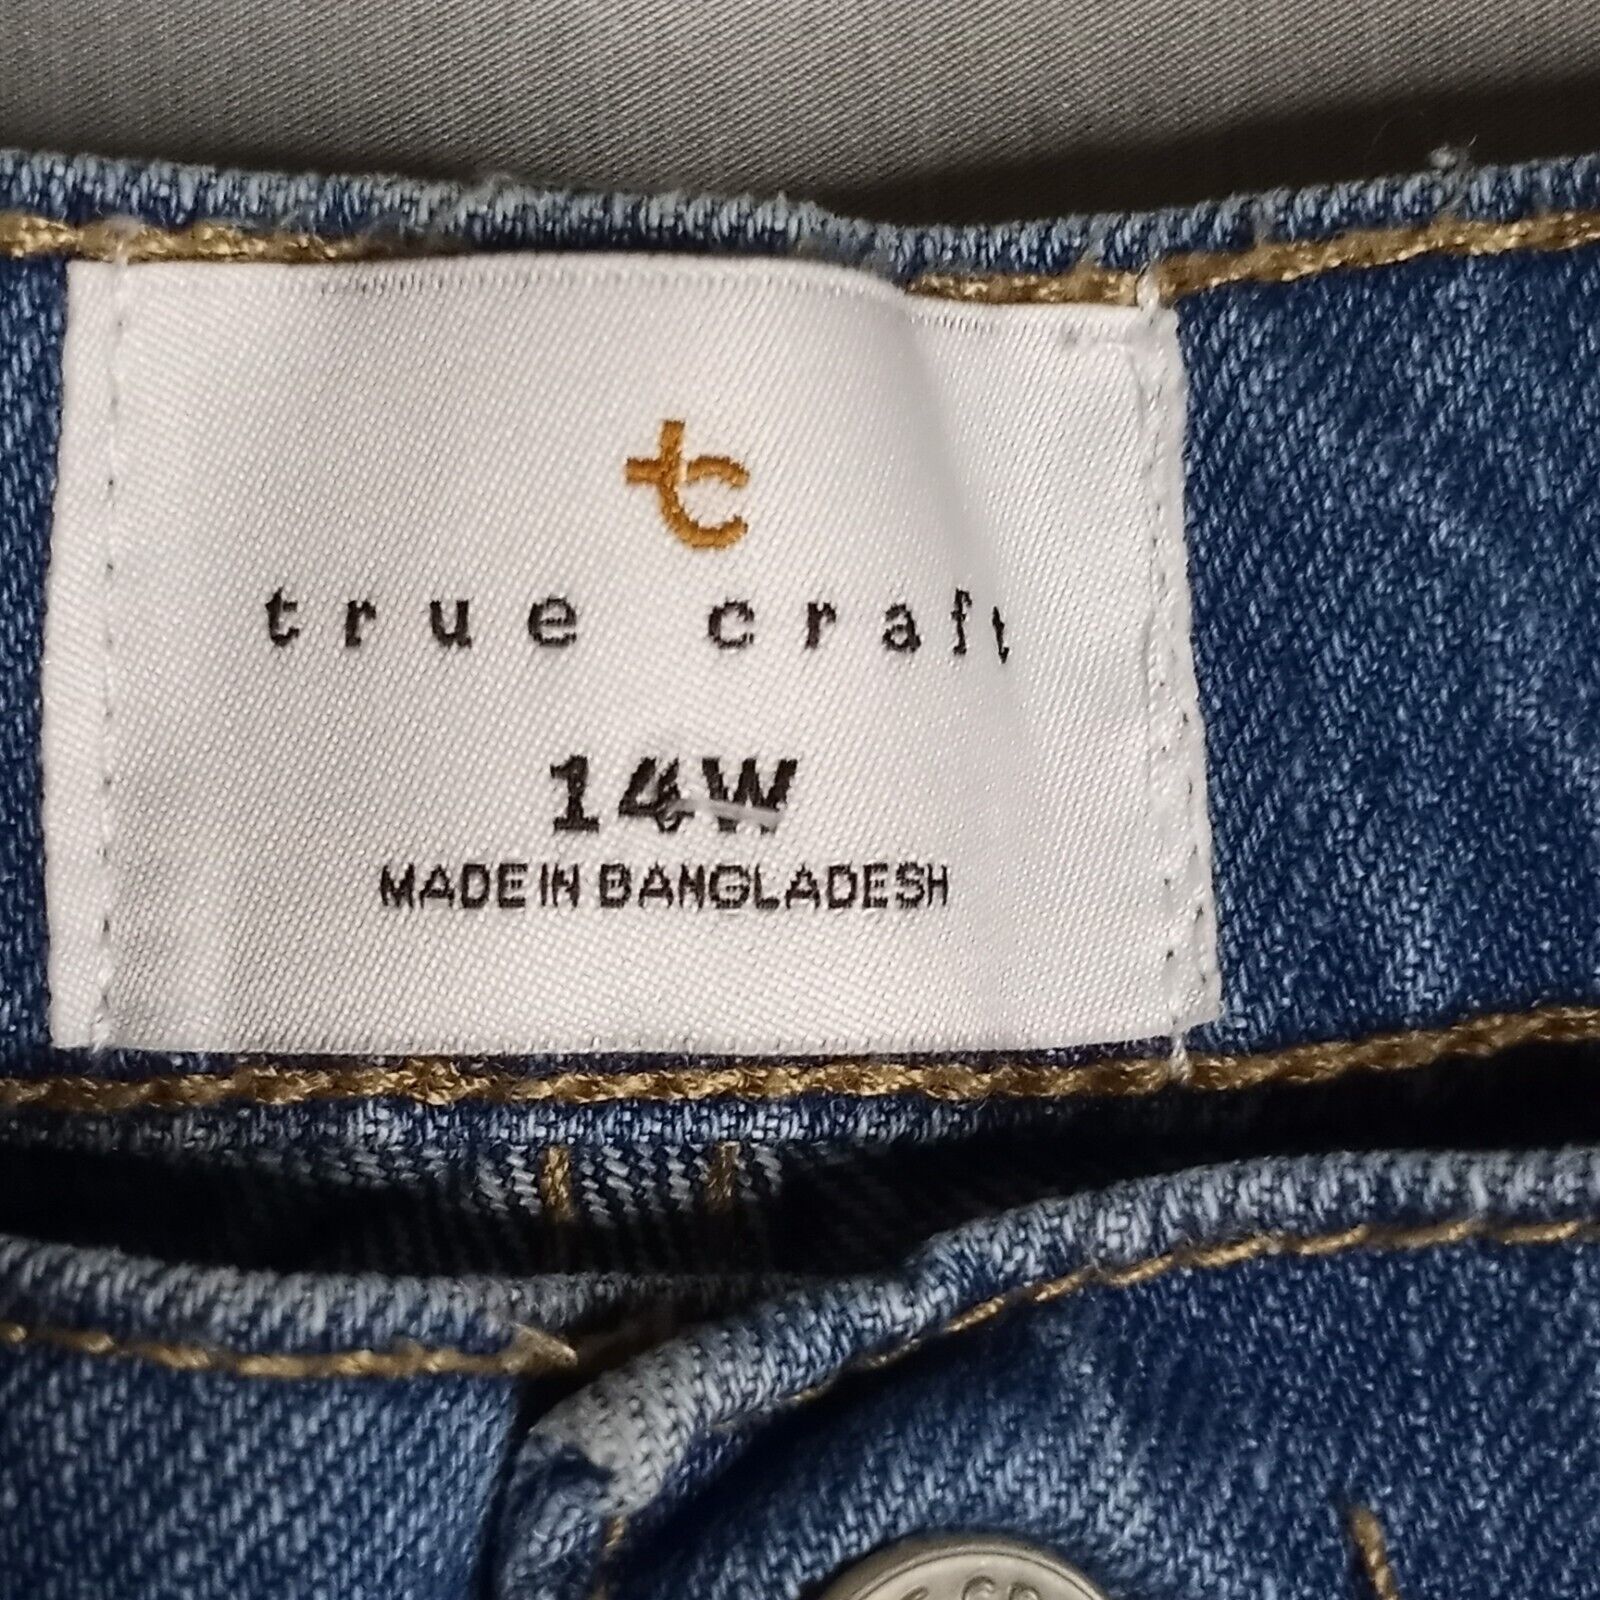 tc
true craft
14W
MADE IN BANGLADESH